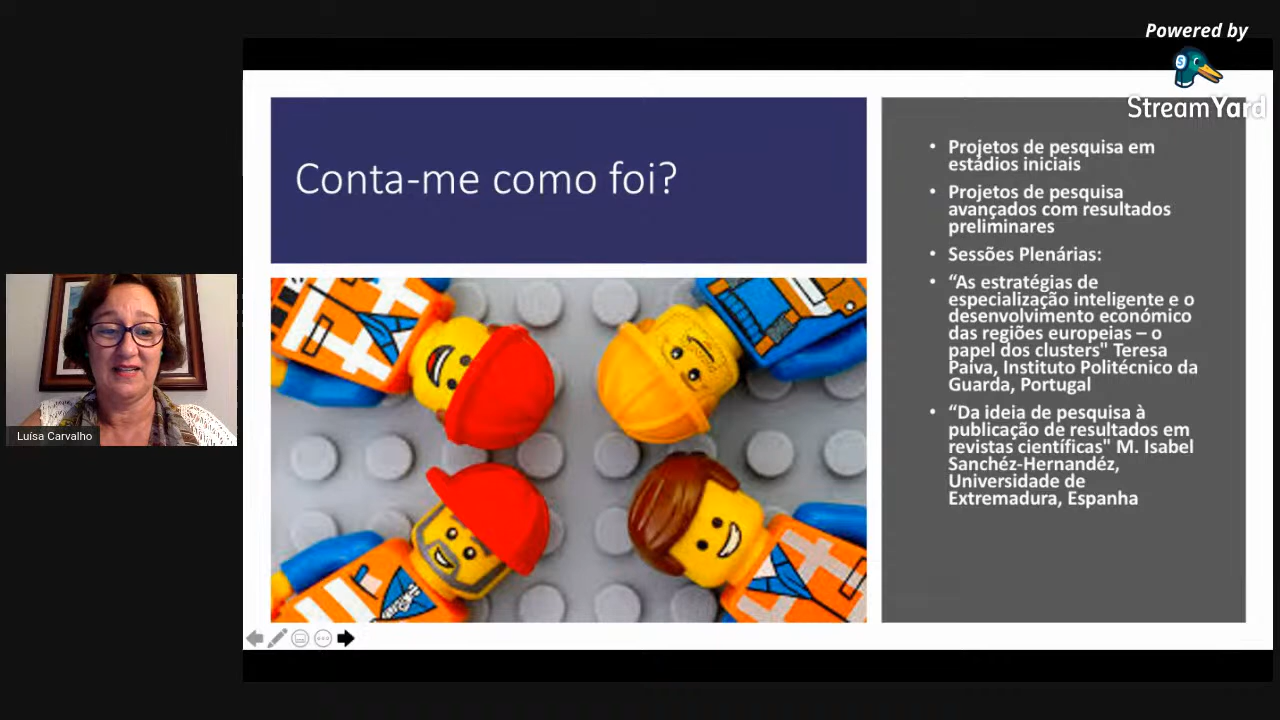 Powered by
StreamYard
Conta-me como foi?
• Projetos de pesquisa em
estádios iniciais
• Projetos de pesquisa
avançados com resultados
preliminares
• Sessões Plenárias:
• “As estratégias de
especialização inteligente e o
desenvolvimento económico
das regiões europeias – o
papel dos clusters" Teresa
Paiva, Instituto Politécnico da
Guarda, Portugal
• “Da ideia de pesquisa à
publicação de resultados em
revistas científicas" M. Isabel
Sanchéz-Hernandéz,
Universidade de
Extremadura, Espanha
Luísa Carvalho